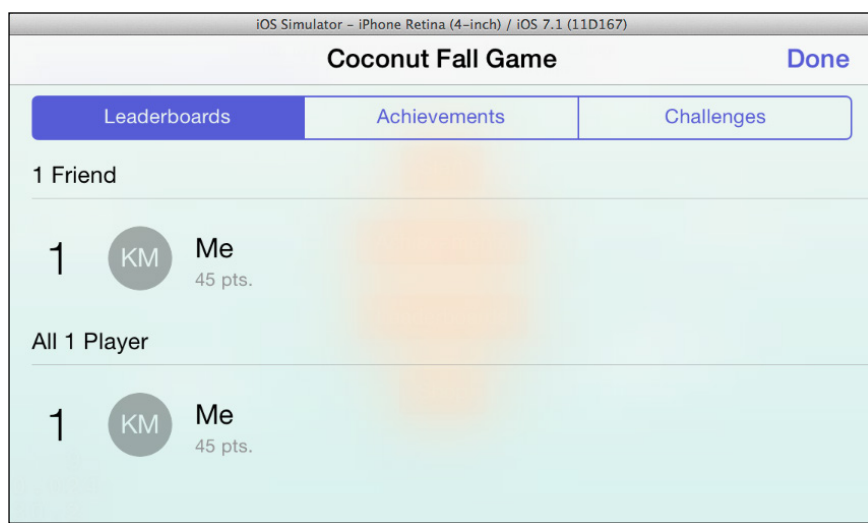 iOS Simulator – iPhone Retina (4-inch) / iOS 7.1 (11D167)
Coconut Fall Game Done
Leaderboards Achievements Challenges
1 Friend
1 KM Me
45 pts.
All 1 Player
1 KM Me
45 pts.